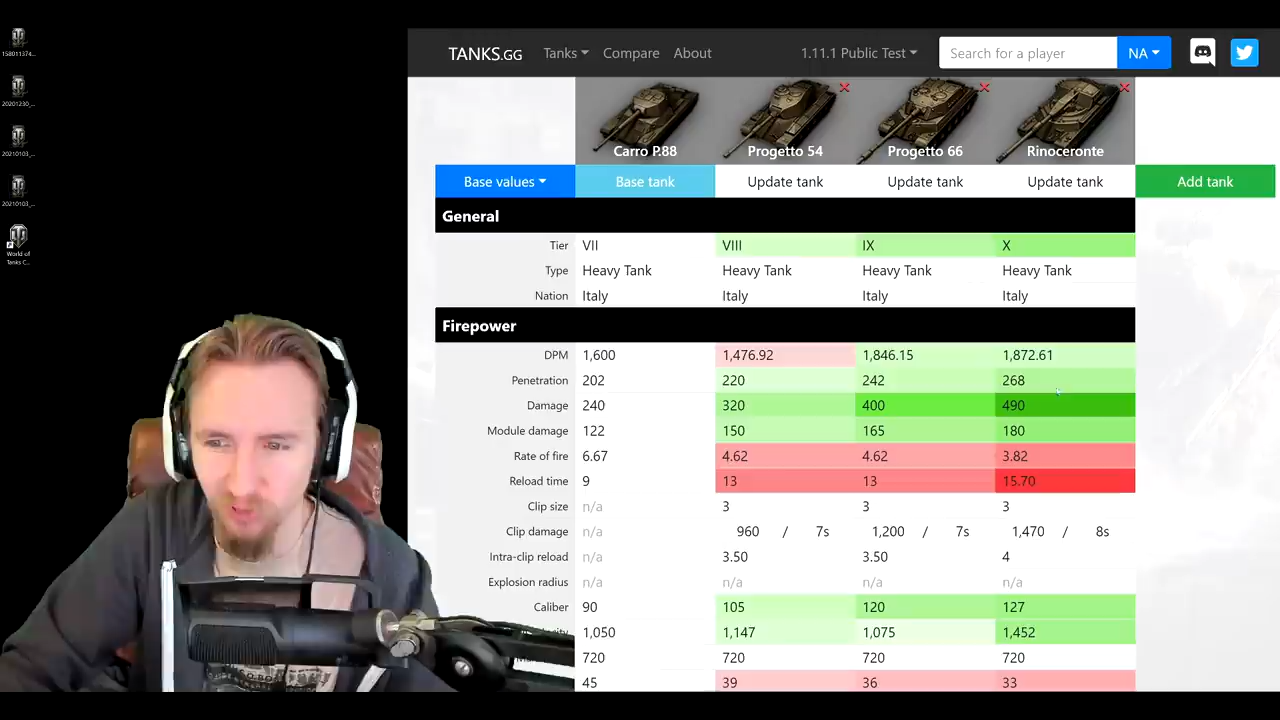 158011374...
20201230_...
20210103_...
20210103_...
World of
Tanks C...
TANKS.GG Tanks Compare About 1.11.1 Public Test Search for a player NA
Carro P.88 Progetto 54 Progetto 66 Rinoceronte
Base values Base tank Update tank Update tank Update tank Add tank
General
Tier VII VIII IX X
Type Heavy Tank Heavy Tank Heavy Tank Heavy Tank
Nation Italy Italy Italy Italy
Firepower
DPM 1,600 1,476.92 1,846.15 1,872.61
Penetration 202 220 242 268
Damage 240 320 400 490
Module damage 122 150 165 180
Rate of fire 6.67 4.62 4.62 3.82
Reload time 9 13 13 15.70
Clip size n/a 3 3 3
Clip damage n/a 960 / 7s 1,200 / 7s 1,470 / 8s
Intra-clip reload n/a 3.50 3.50 4
Explosion radius n/a n/a n/a n/a
Caliber 90 105 120 127
1,050 1,147 1,075 1,452
720 720 720 720
45 39 36 33